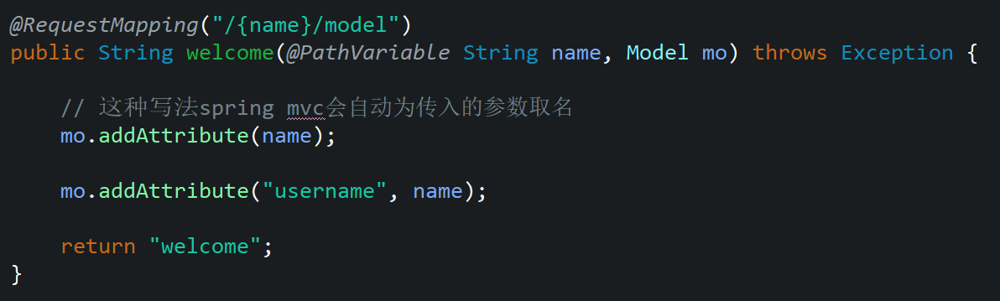 @RequestMapping("/{name}/model")
public String welcome(@PathVariable String name, Model mo) throws Exception {
// 这种写法spring mvc会自动为传入的参数取名
mo.addAttribute(name);
mo.addAttribute("username", name);
return "welcome";
}